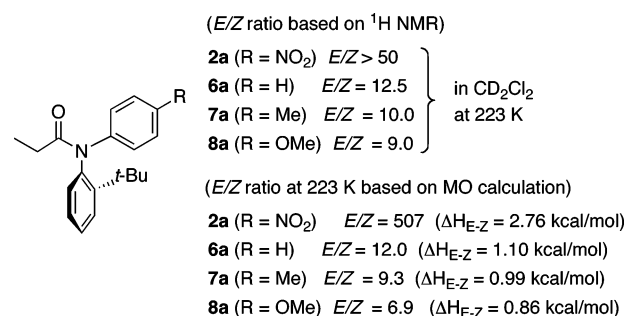 (E/Z ratio based on ¹H NMR)
2a (R = NO₂) E/Z > 50
6a (R = H) E/Z = 12.5
7a (R = Me) E/Z = 10.0
8a (R = OMe) E/Z = 9.0
in CD₂Cl₂
at 223 K
R
O
N
t-Bu
(E/Z ratio at 223 K based on MO calculation)
2a (R = NO₂) E/Z = 507 (ΔH_E-Z = 2.76 kcal/mol)
6a (R = H) E/Z = 12.0 (ΔH_E-Z = 1.10 kcal/mol)
7a (R = Me) E/Z = 9.3 (ΔH_E-Z = 0.99 kcal/mol)
8a (R = OMe) E/Z = 6.9 (ΔH_E-Z = 0.86 kcal/mol)